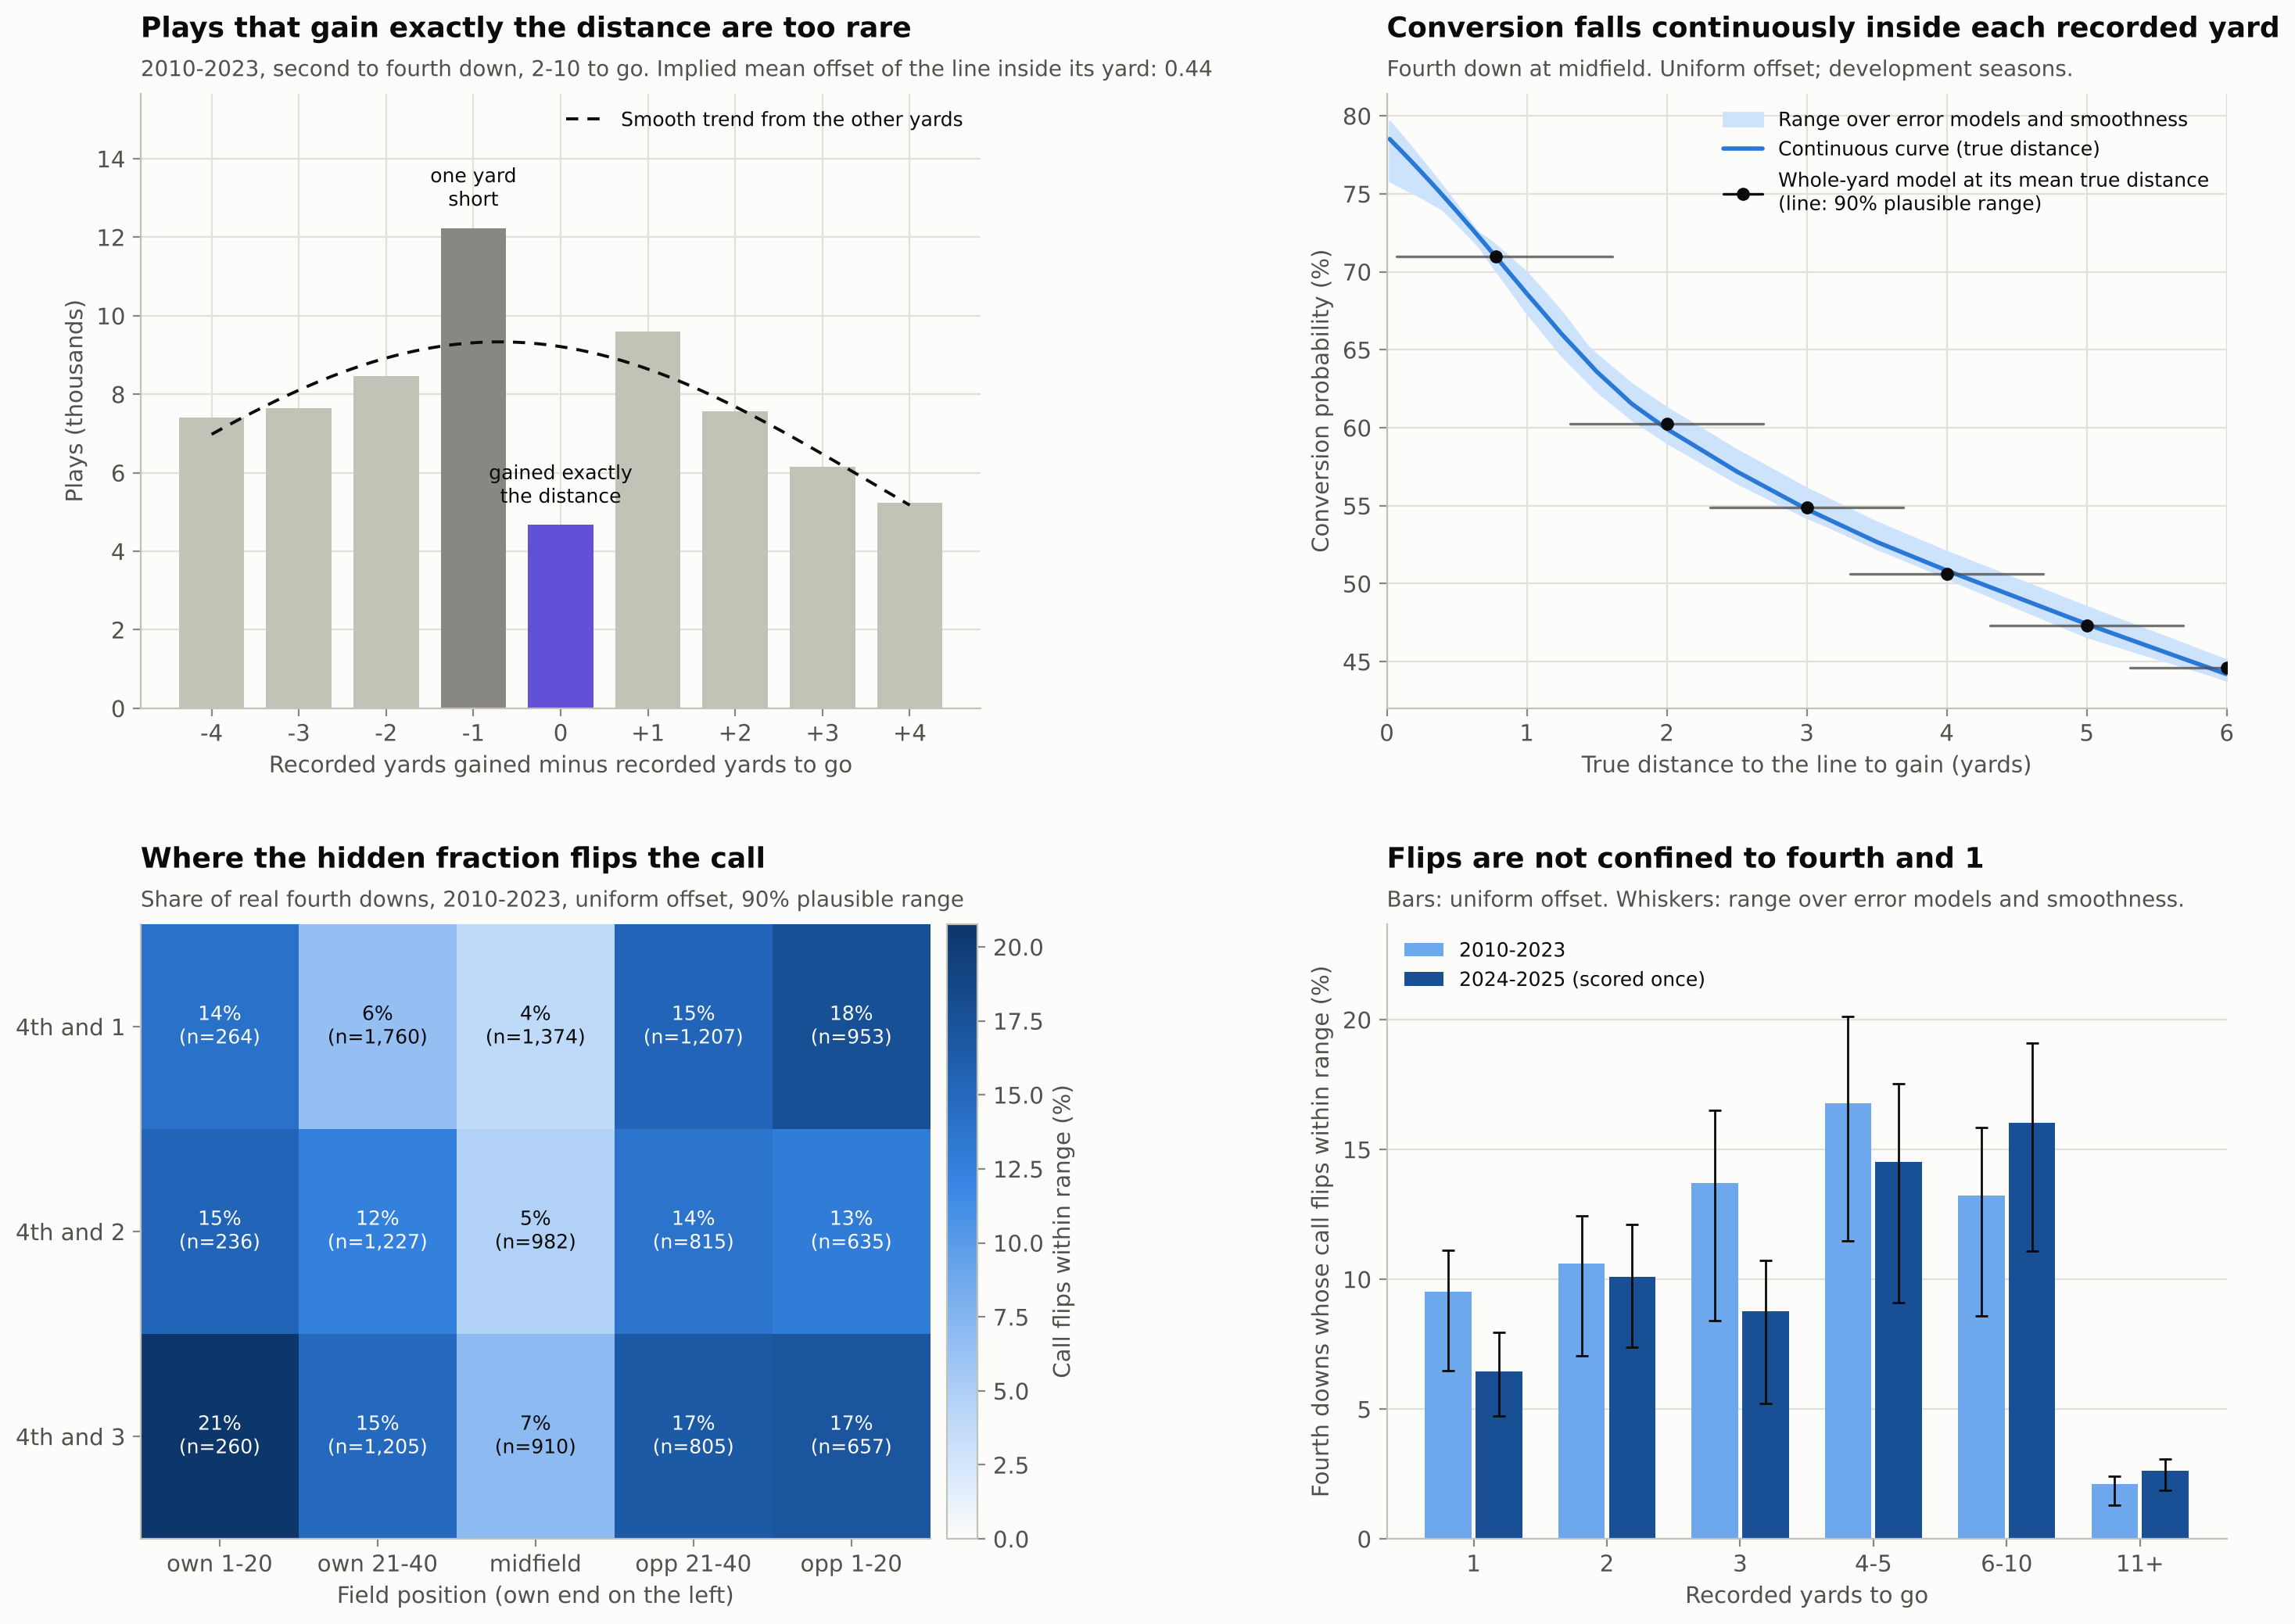 Plays that gain exactly the distance are too rare
2010-2023, second to fourth down, 2-10 to go. Implied mean offset of the line inside its yard: 0.44
Smooth trend from the other yards
one yard
short
gained exactly
the distance
Plays (thousands)
14
12
10
8
6
4
2
0
-4
-3
-2
-1
0
+1
+2
+3
+4
Recorded yards gained minus recorded yards to go
Conversion falls continuously inside each recorded yard
Fourth down at midfield. Uniform offset; development seasons.
Range over error models and smoothness
Continuous curve (true distance)
Whole-yard model at its mean true distance
(line: 90% plausible range)
Conversion probability (%)
80
75
70
65
60
55
50
45
0
1
2
3
4
5
6
True distance to the line to gain (yards)
Where the hidden fraction flips the call
Share of real fourth downs, 2010-2023, uniform offset, 90% plausible range
4th and 1
14%
(n=264)
6%
(n=1,760)
4%
(n=1,374)
15%
(n=1,207)
18%
(n=953)
4th and 2
15%
(n=236)
12%
(n=1,227)
5%
(n=982)
14%
(n=815)
13%
(n=635)
4th and 3
21%
(n=260)
15%
(n=1,205)
7%
(n=910)
17%
(n=805)
17%
(n=657)
own 1-20
own 21-40
midfield
opp 21-40
opp 1-20
Field position (own end on the left)
20.0
17.5
15.0
12.5
10.0
7.5
5.0
2.5
0.0
Call flips within range (%)
Flips are not confined to fourth and 1
Bars: uniform offset. Whiskers: range over error models and smoothness.
2010-2023
2024-2025 (scored once)
Fourth downs whose call flips within range (%)
20
15
10
5
0
1
2
3
4-5
6-10
11+
Recorded yards to go